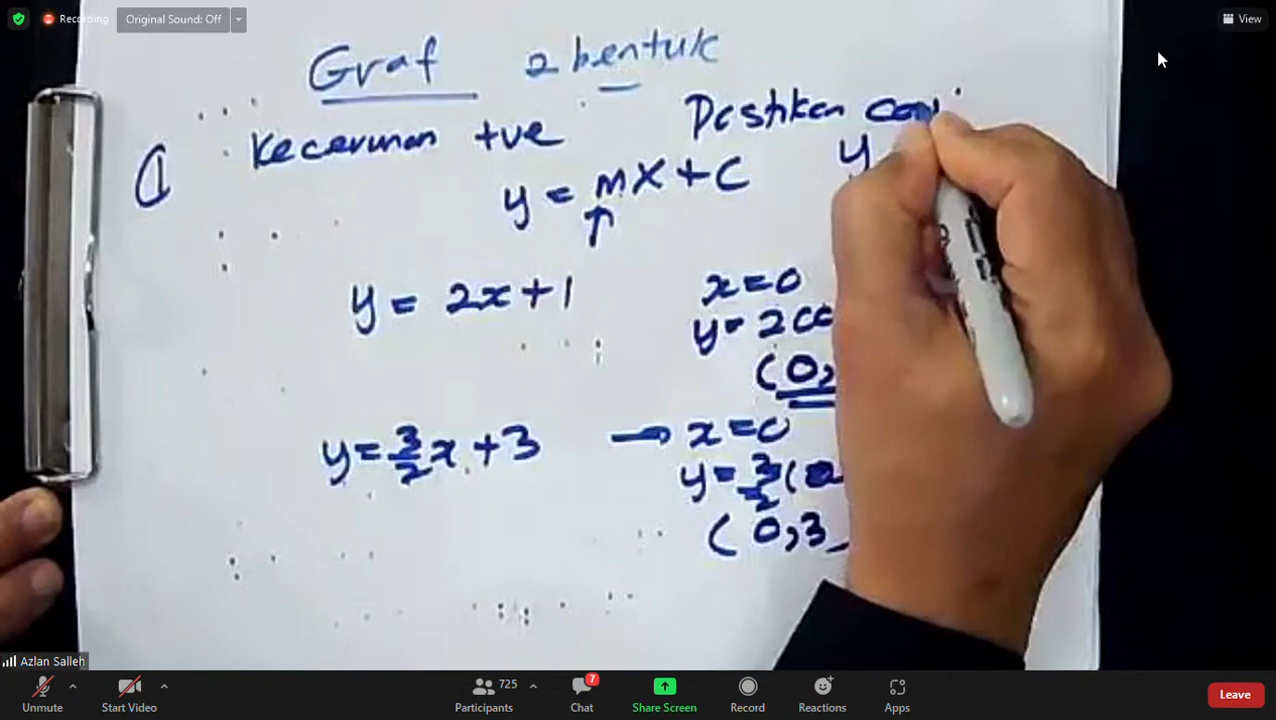 Recording
Original Sound: Off
View
Graf 2 bentuk
① Kecerunan +ve
y = mx + c
Pastikan cari
y
y = 2x + 1
x = 0
y = 2(
(0,
y = 3/2 x + 3
→ x = 0
y = 3/2 (
(0,3
Azlan Salleh
Unmute
Start Video
725
Participants
7
Chat
Share Screen
Record
Reactions
Apps
Leave